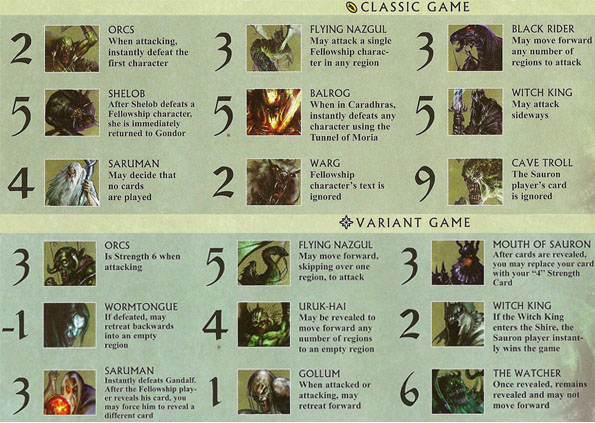 CLASSIC GAME
2
ORCS
When attacking,
instantly defeat the
first character
3
FLYING NAZGUL
May attack a single
Fellowship charac-
ter in any region
3
BLACK RIDER
May move forward
any number of
regions to attack
5
SHELOB
After Shelob defeats a
Fellowship character,
she is immediately
returned to Gondor
5
BALROG
When in Caradhras,
instantly defeats any
character using the
Tunnel of Moria
5
WITCH KING
May attack
sideways
4
SARUMAN
May decide that
no cards
are played
2
WARG
Fellowship
character's text is
ignored
9
CAVE TROLL
The Sauron
player's card
is ignored
VARIANT GAME
3
ORCS
Is Strength 6 when
attacking
5
FLYING NAZGUL
May move forward,
skipping over one
region, to attack
3
MOUTH OF SAURON
After cards are revealed,
you may replace your card
with your "4" Strength
Card
-1
WORMTONGUE
If defeated, may
retreat backwards
into an empty
region
4
URUK-HAI
May be revealed to
move forward any
number of regions
to an empty region
2
WITCH KING
If the Witch King
enters the Shire, the
Sauron player instant-
ly wins the game
3
SARUMAN
Instantly defeats Gandalf.
After the Fellowship play-
er reveals his card, you
may force him to reveal a
different card
1
GOLLUM
When attacked or
attacking, may
retreat forward
6
THE WATCHER
Once revealed, remains
revealed and may not
move forward